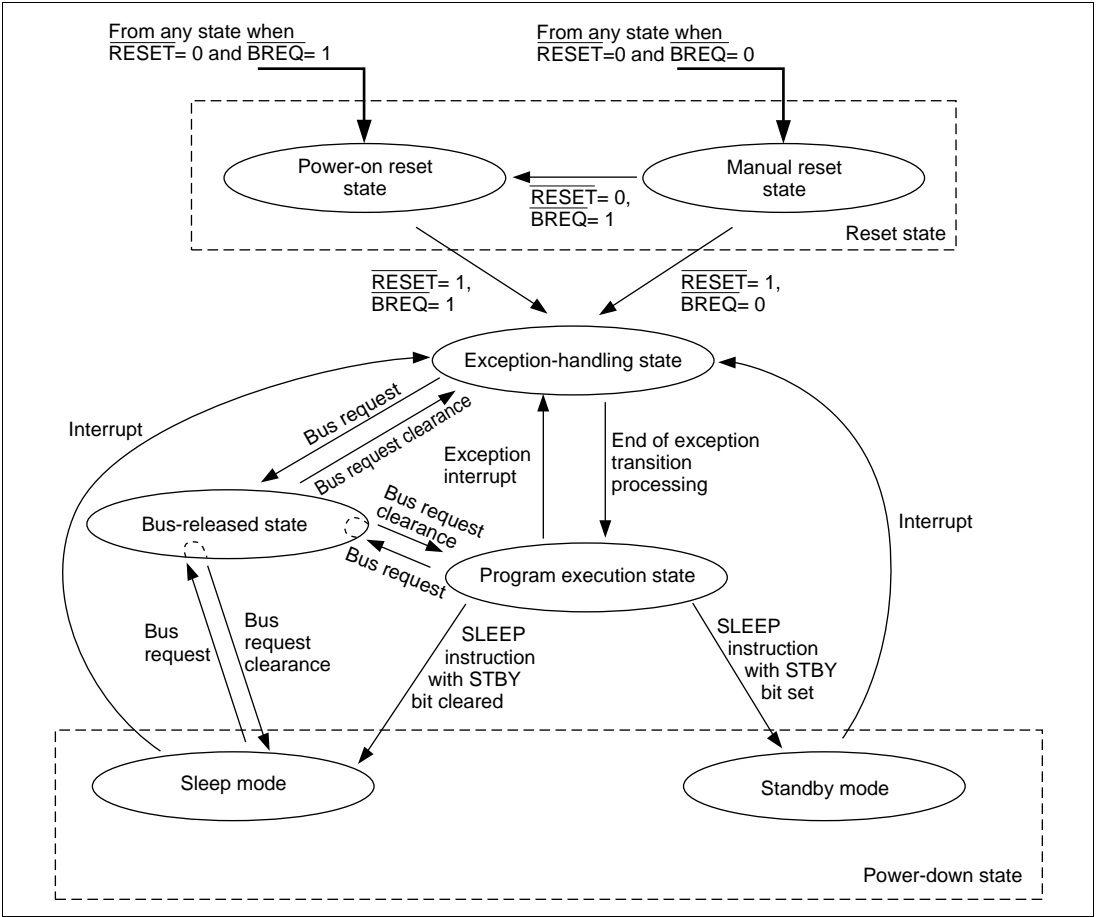 From any state when
RESET= 0 and BREQ= 1
From any state when
RESET=0 and BREQ= 0
Power-on reset
state
Manual reset
state
RESET= 0,
BREQ= 1
Reset state
RESET= 1,
BREQ= 1
RESET= 1,
BREQ= 0
Exception-handling state
Interrupt
Bus request
Bus request clearance
Exception
interrupt
End of exception
transition
processing
Interrupt
Bus-released state
Bus request
clearance
Bus request
Program execution state
Bus
request
Bus
request
clearance
SLEEP
instruction
with STBY
bit cleared
SLEEP
instruction
with STBY
bit set
Sleep mode
Standby mode
Power-down state